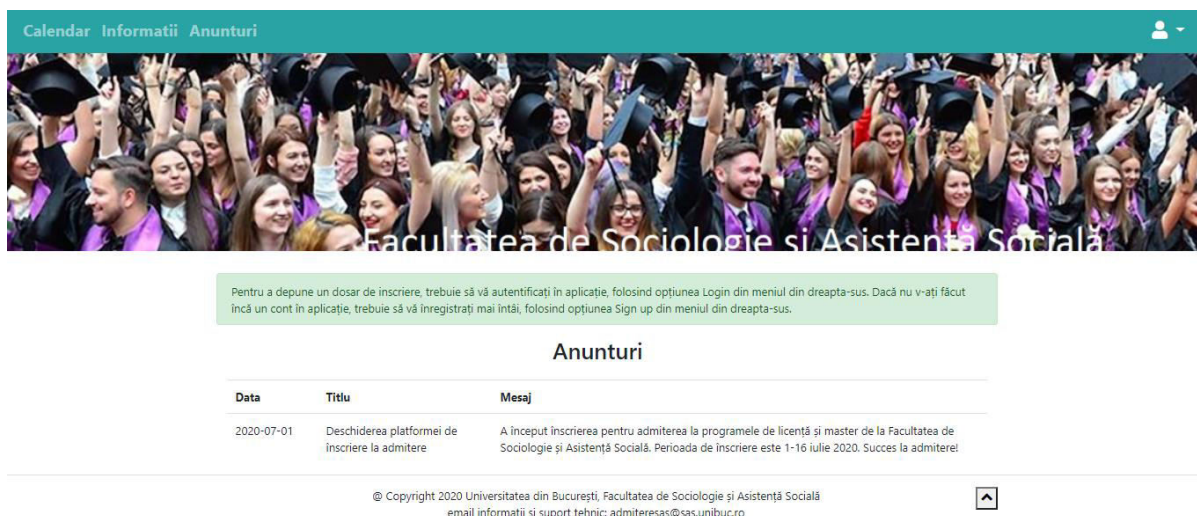 Calendar Informatii Anunturi
Facultatea de Sociologie si Asistență Socială
Pentru a depune un dosar de inscriere, trebuie să vă autentificați în aplicație, folosind opțiunea Login din meniul din dreapta-sus. Dacă nu v-ați făcut
încă un cont în aplicație, trebuie să vă înregistrați mai întâi, folosind opțiunea Sign up din meniul din dreapta-sus.
Anunturi
Data Titlu Mesaj
2020-07-01 Deschiderea platformei de A început înscrierea pentru admiterea la programele de licență și master de la Facultatea de
înscriere la admitere Sociologie și Asistență Socială. Perioada de înscriere este 1-16 iulie 2020. Succes la admitere!
@ Copyright 2020 Universitatea din București, Facultatea de Sociologie și Asistență Socială
email informatii si suport tehnic: admiteresas@sas.unibuc.ro